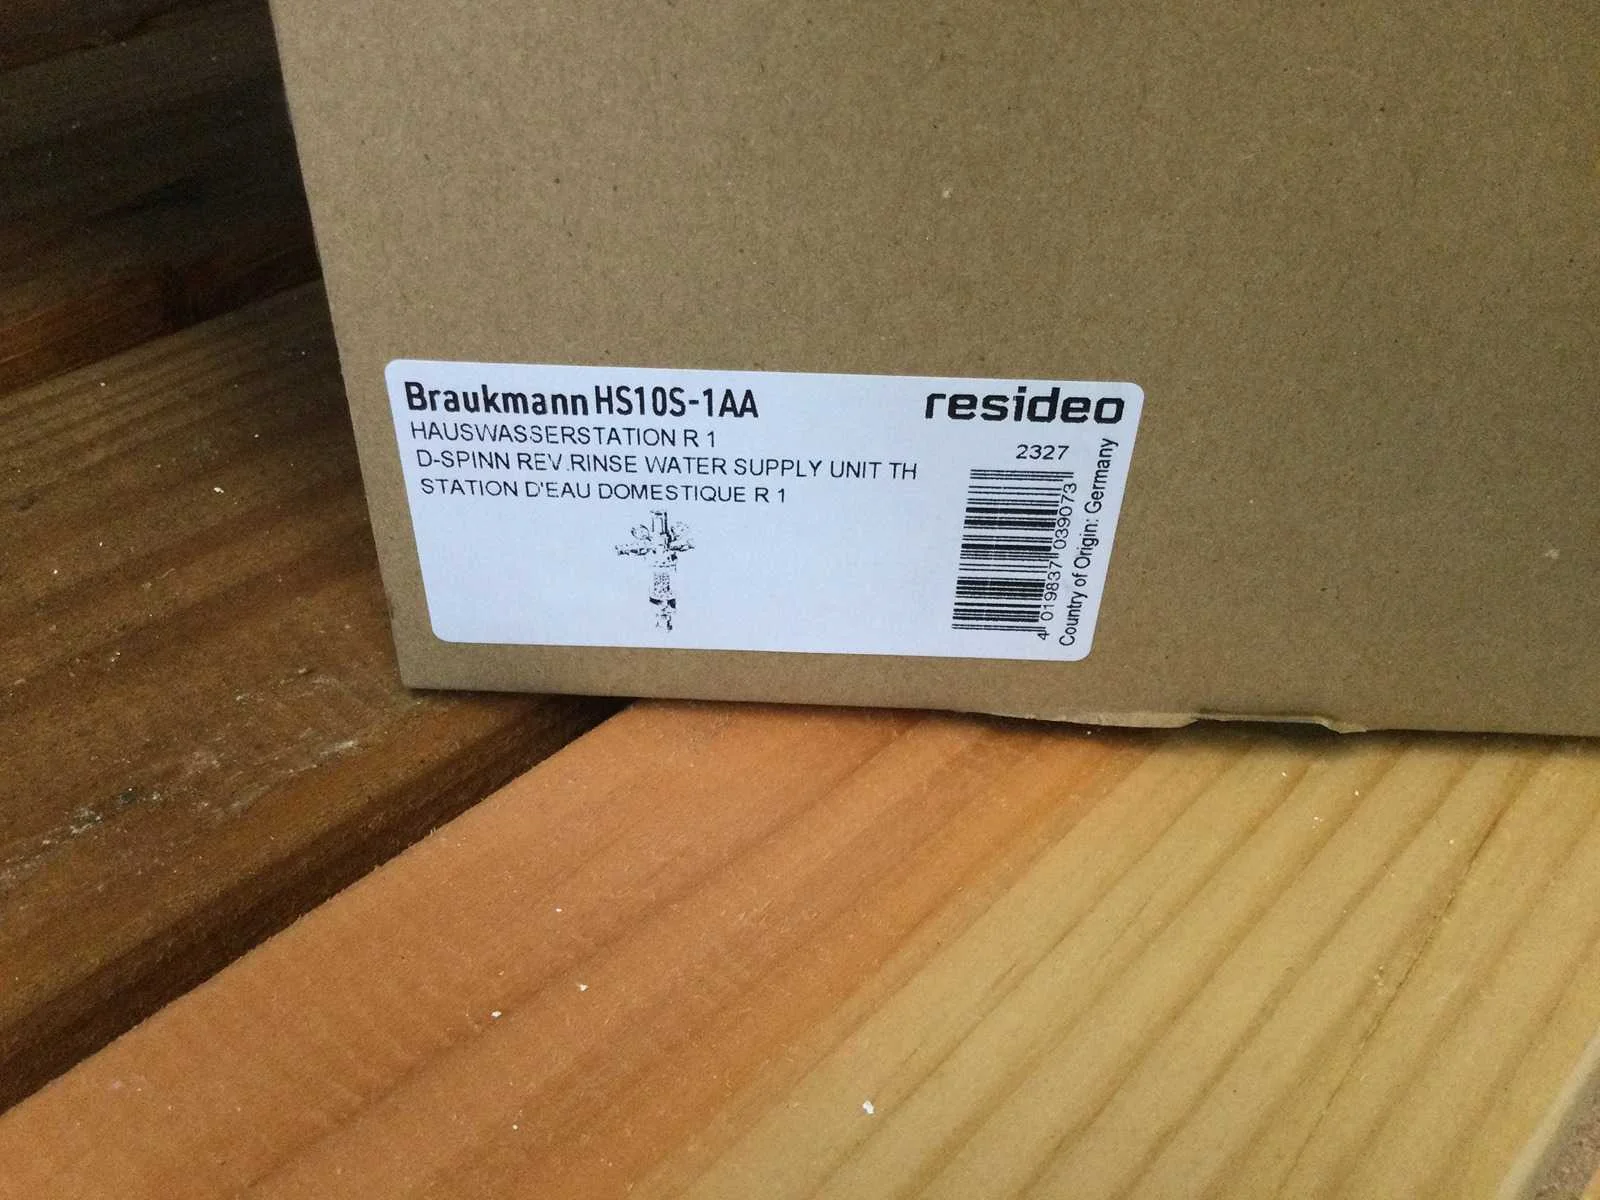 Braukmann HS10S-1AA
HAUSWASSERSTATION R 1
D-SPINN REV.RINSE WATER SUPPLY UNIT TH
STATION D'EAU DOMESTIQUE R 1
resideo
2327
4 019837 039073
Country of Origin: Germany